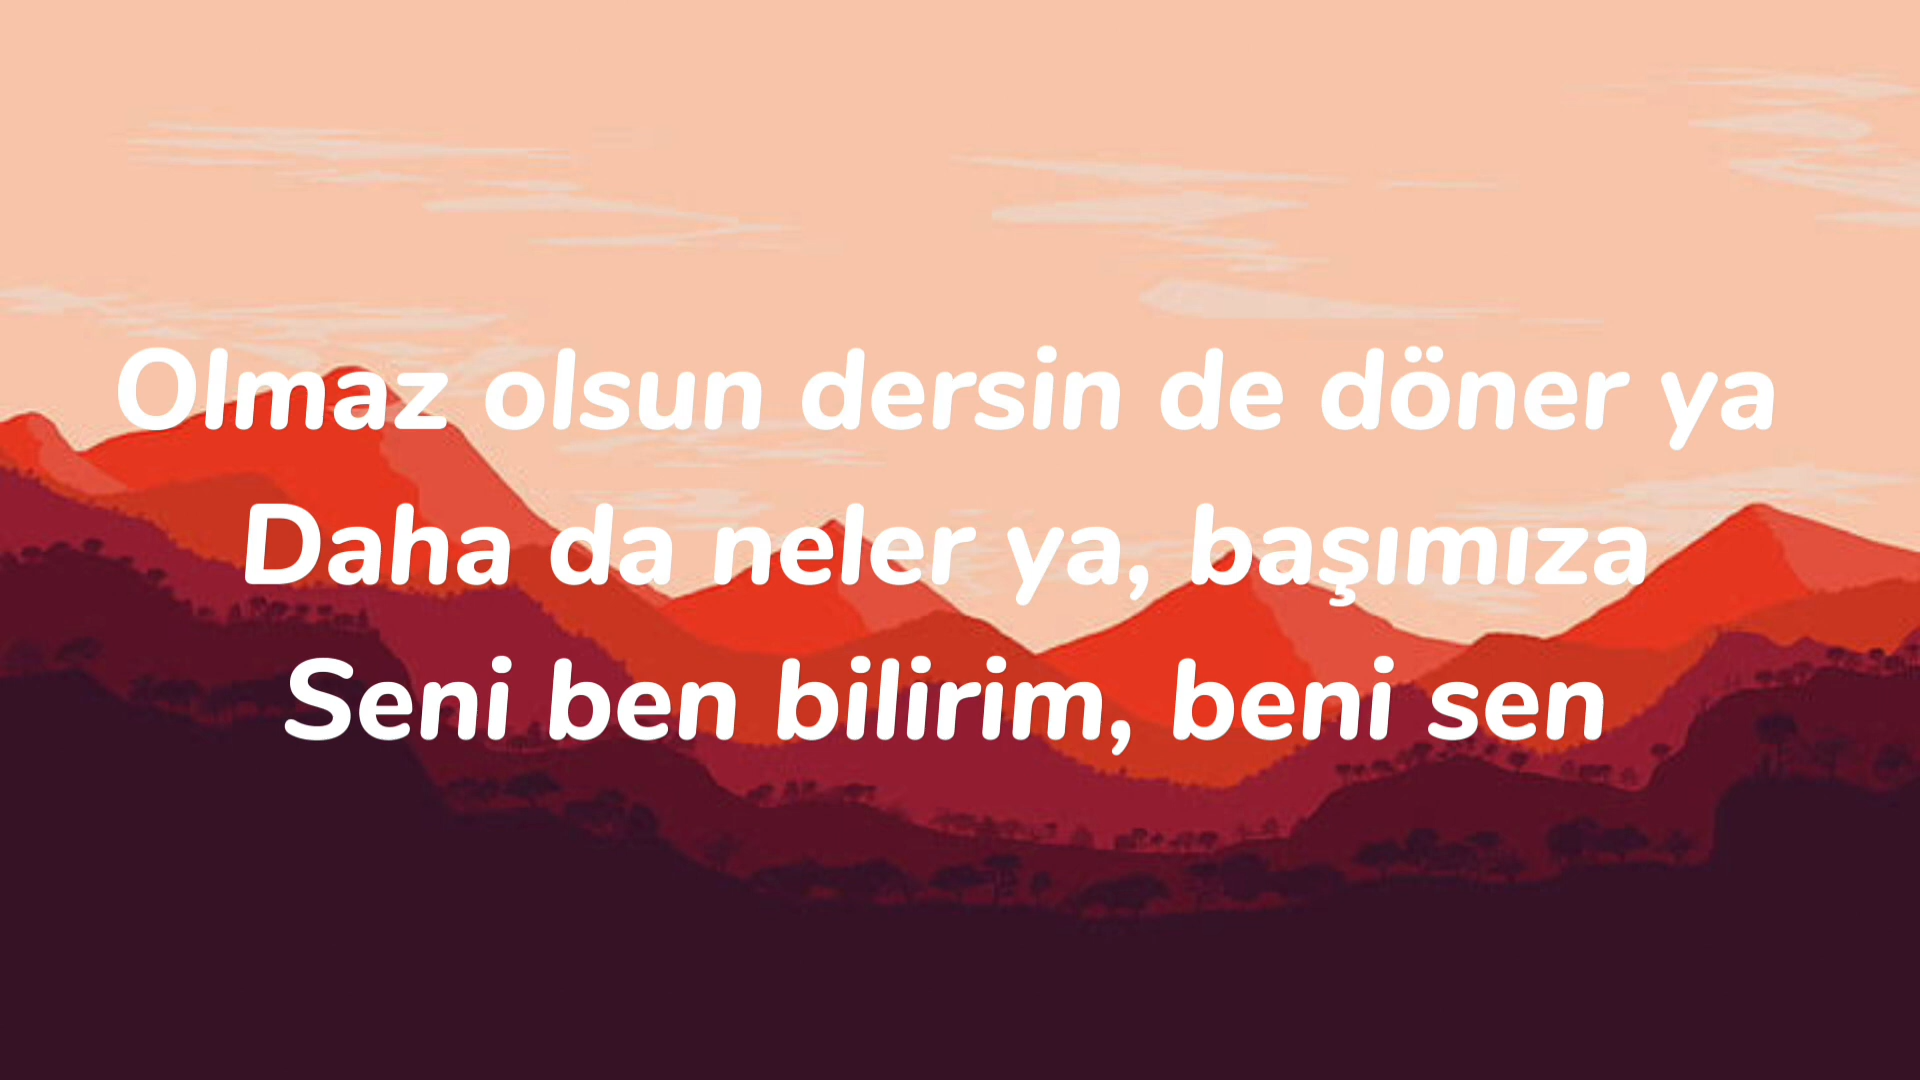 Olmaz olsun dersin de döner ya
Daha da neler ya, başımıza
Seni ben bilirim, beni sen